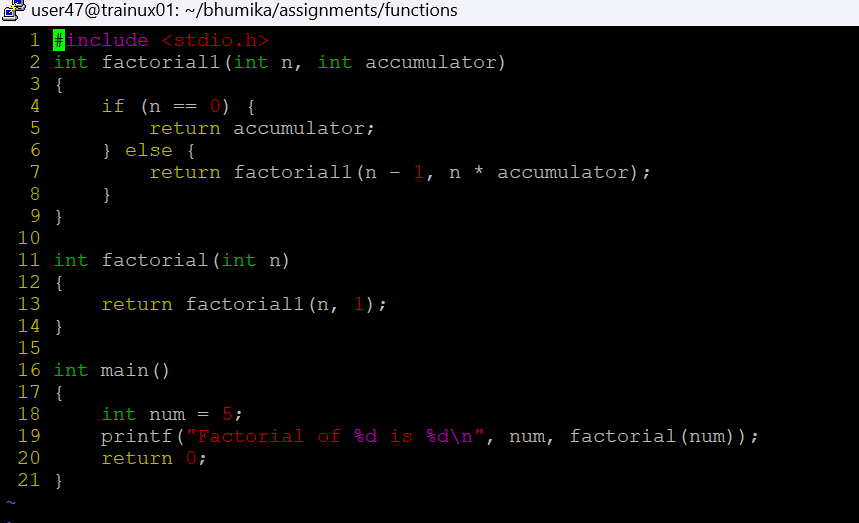 user47@trainux01: ~/bhumika/assignments/functions
1 #include <stdio.h>
2 int factorial1(int n, int accumulator)
3 {
4     if (n == 0) {
5         return accumulator;
6     } else {
7         return factorial1(n - 1, n * accumulator);
8     }
9 }
10
11 int factorial(int n)
12 {
13     return factorial1(n, 1);
14 }
15
16 int main()
17 {
18     int num = 5;
19     printf("Factorial of %d is %d\n", num, factorial(num));
20     return 0;
21 }
~